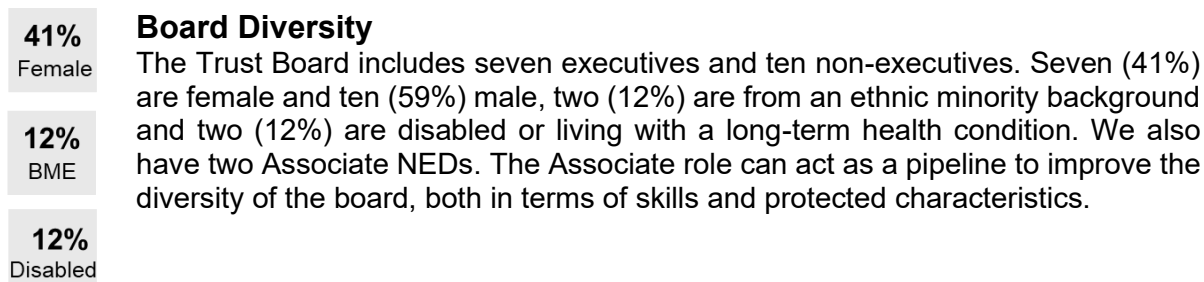 41%
Female
12%
BME
12%
Disabled
Board Diversity
The Trust Board includes seven executives and ten non-executives. Seven (41%)
are female and ten (59%) male, two (12%) are from an ethnic minority background
and two (12%) are disabled or living with a long-term health condition. We also
have two Associate NEDs. The Associate role can act as a pipeline to improve the
diversity of the board, both in terms of skills and protected characteristics.